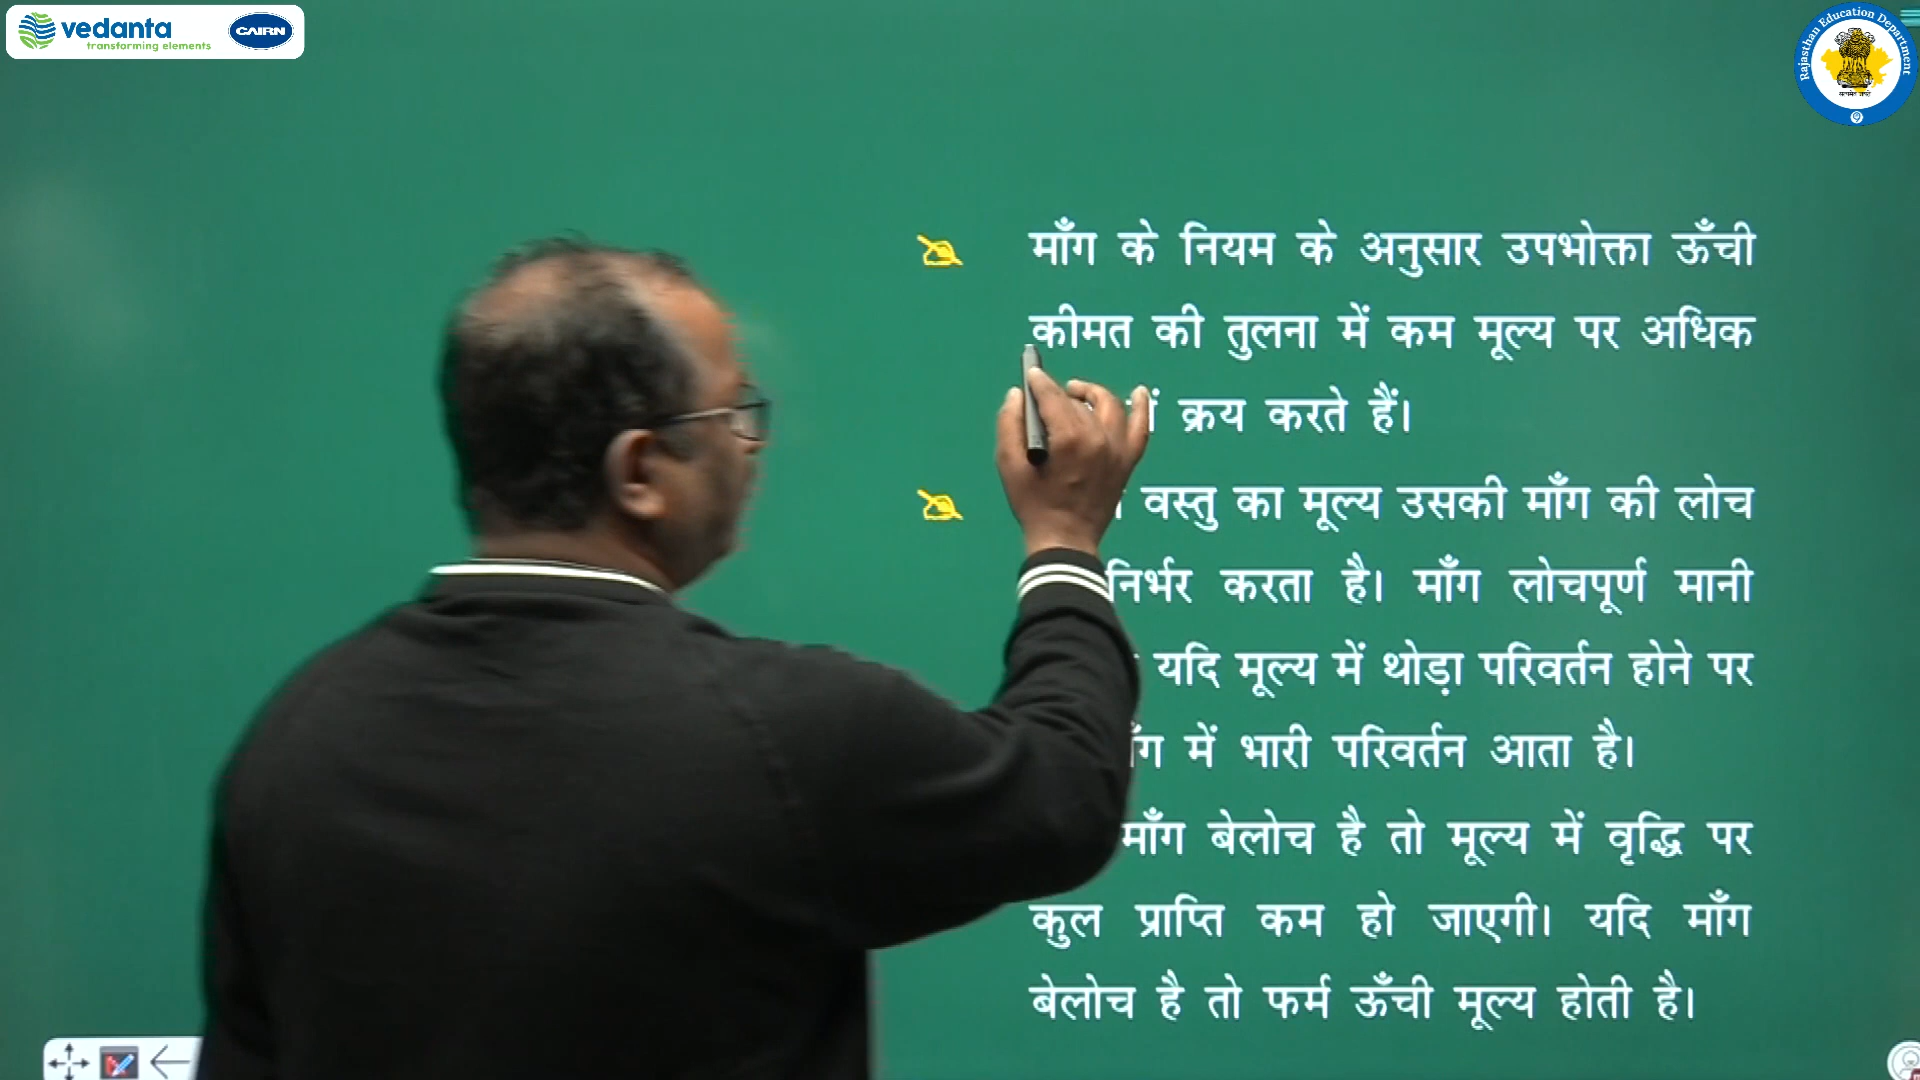 vedanta
transforming elements
CAIRN
Rajasthan Education Department
माँग के नियम के अनुसार उपभोक्ता ऊँची
कीमत की तुलना में कम मूल्य पर अधिक
क्रय करते हैं।
वस्तु का मूल्य उसकी माँग की लोच
निर्भर करता है। माँग लोचपूर्ण मानी
यदि मूल्य में थोड़ा परिवर्तन होने पर
में भारी परिवर्तन आता है।
माँग बेलोच है तो मूल्य में वृद्धि पर
कुल प्राप्ति कम हो जाएगी। यदि माँग
बेलोच है तो फर्म ऊँची मूल्य होती है।